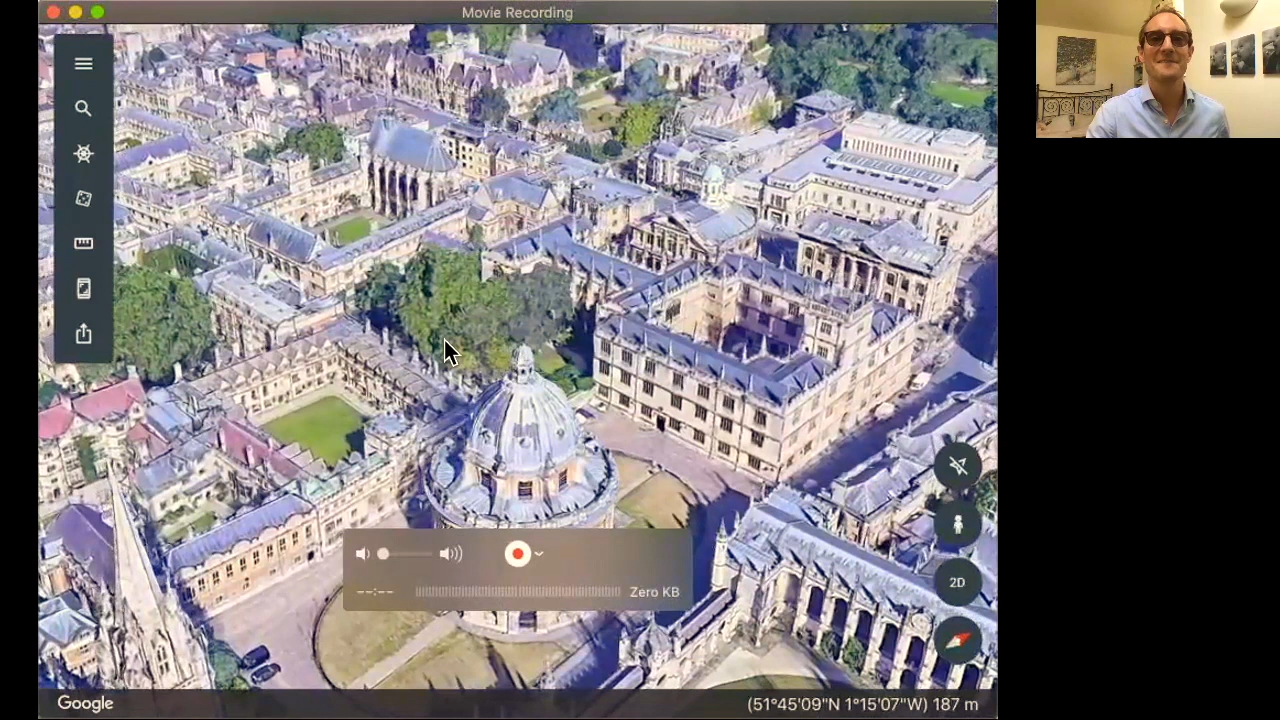 Movie Recording
--:--
Zero KB
2D
Google
(51°45'09"N 1°15'07"W) 187 m